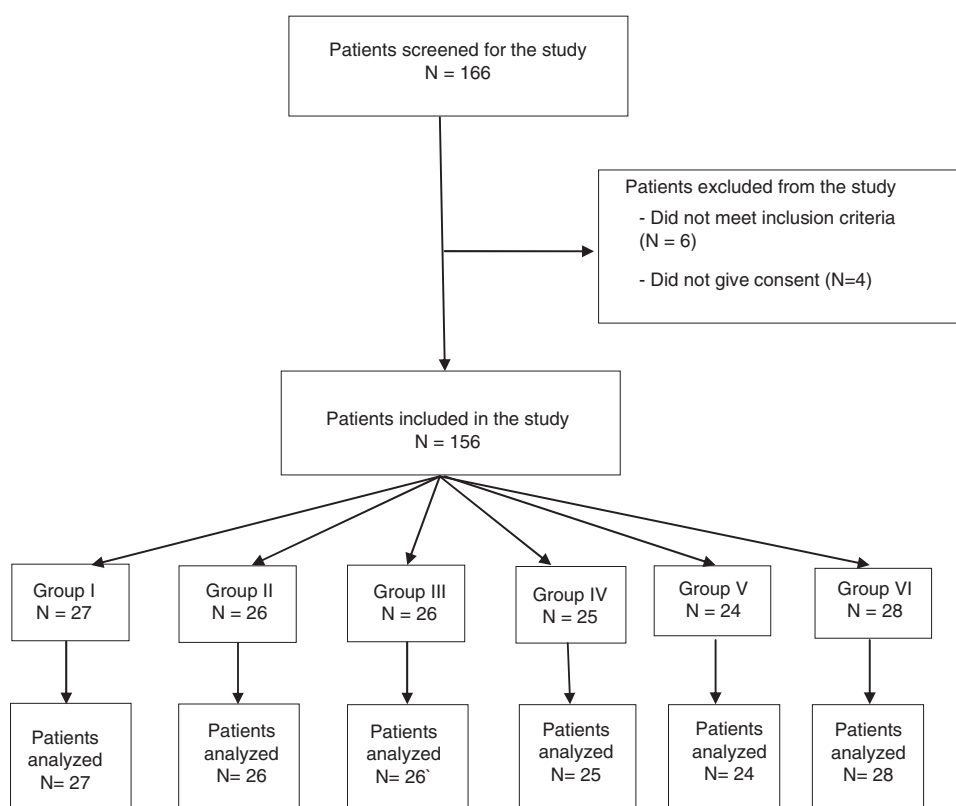 Patients screened for the study
N = 166
Patients excluded from the study
- Did not meet inclusion criteria
(N = 6)
- Did not give consent (N=4)
Patients included in the study
N = 156
Group I
N = 27
Group II
N = 26
Group III
N = 26
Group IV
N = 25
Group V
N = 24
Group VI
N = 28
Patients
analyzed
N= 27
Patients
analyzed
N= 26
Patients
analyzed
N= 26`
Patients
analyzed
N= 25
Patients
analyzed
N= 24
Patients
analyzed
N= 28